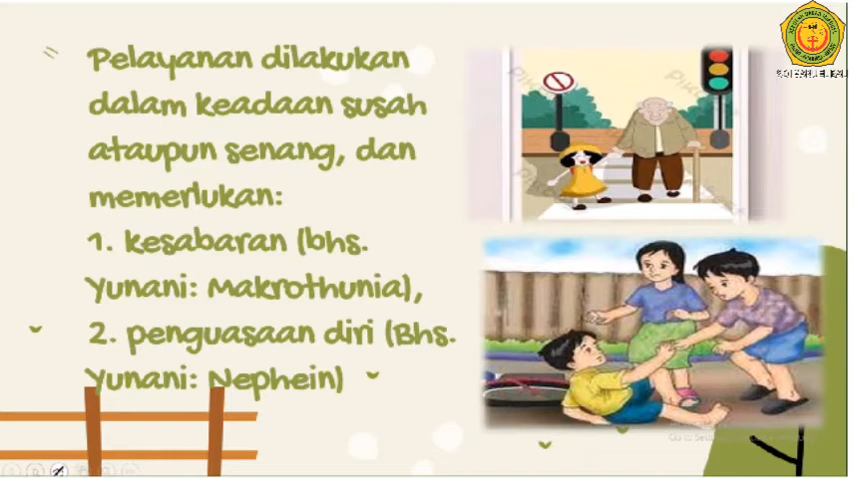 Pelayanan dilakukan
dalam keadaan susah
ataupun senang, dan
memerlukan:
1. kesabaran (bhs.
Yunani: Makrothunia),
2. penguasaan diri (Bhs.
Yunani: Nephein)